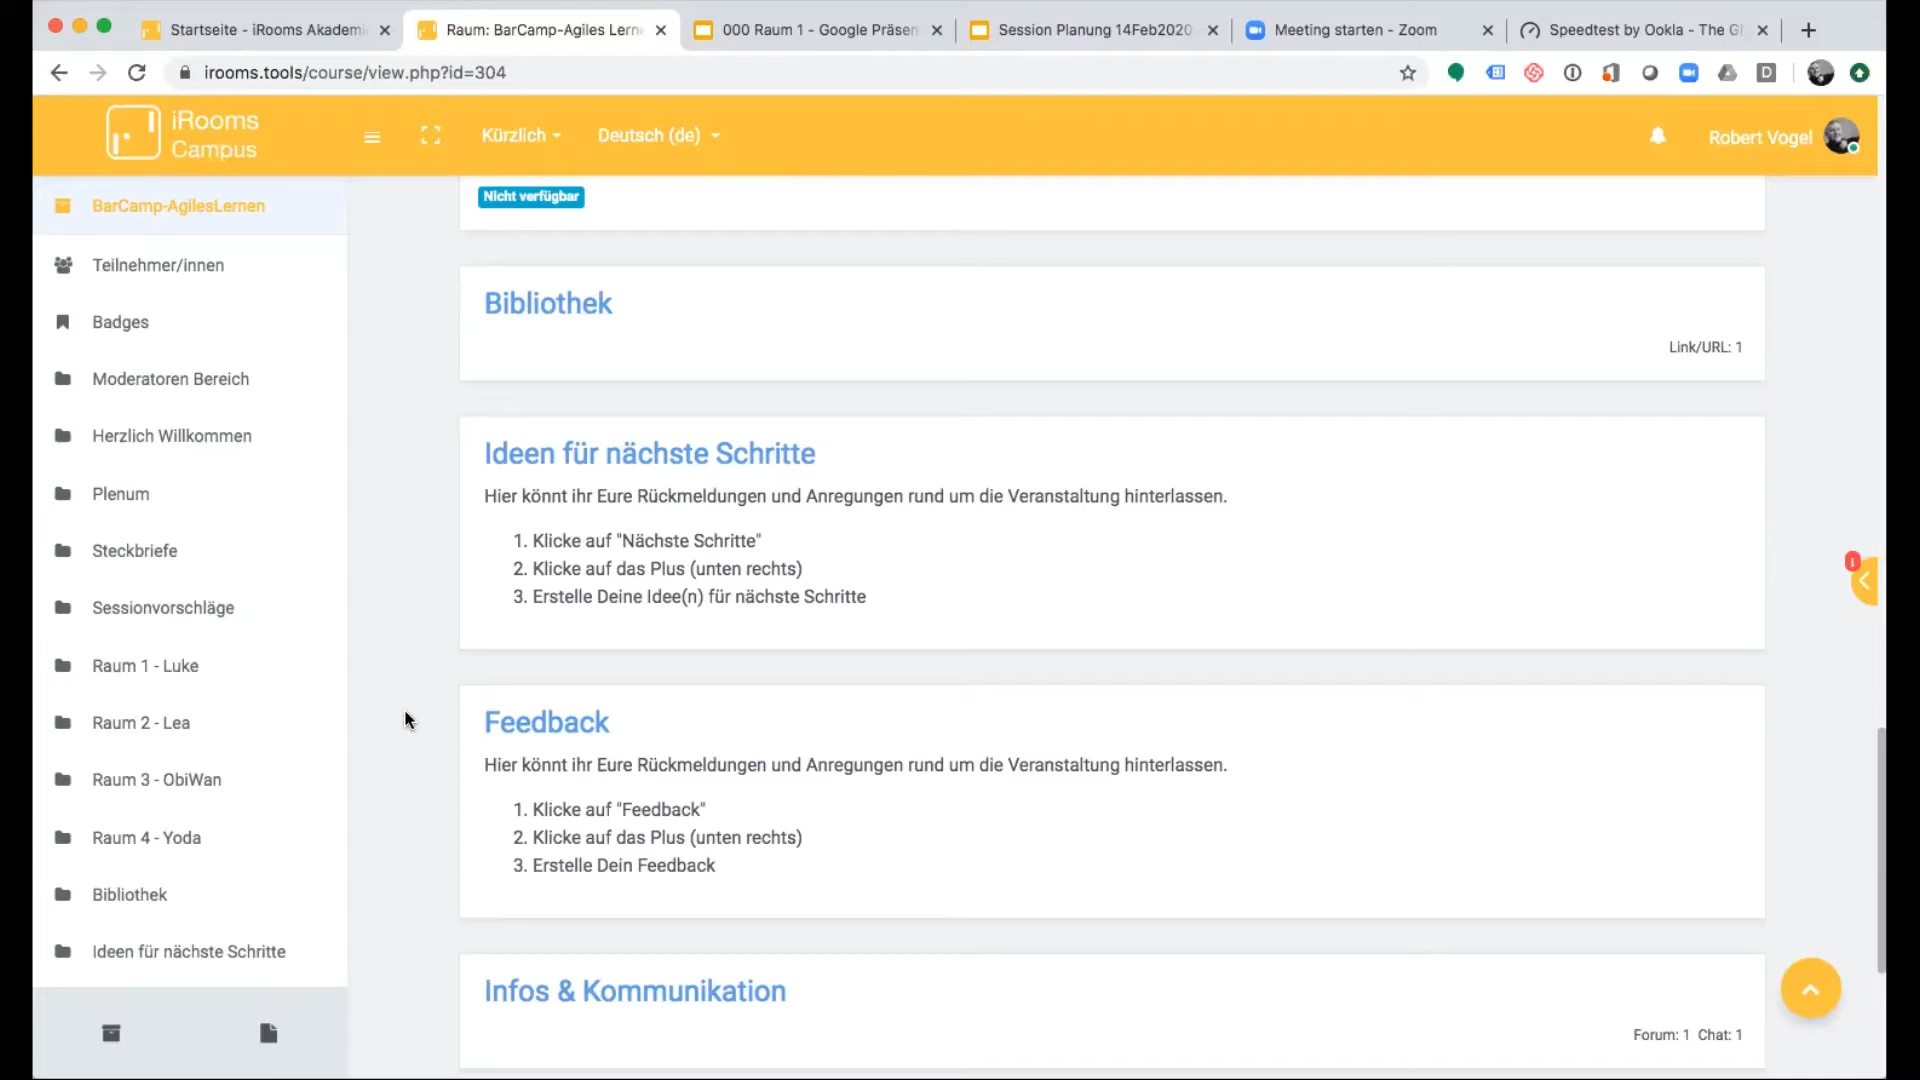 Startseite - iRooms Akademi
Raum: BarCamp-Agiles Lerne
000 Raum 1 - Google Präsen
Session Planung 14Feb2020
Meeting starten - Zoom
Speedtest by Ookla - The Gl
irooms.tools/course/view.php?id=304
iRooms
Campus
Kürzlich
Deutsch (de)
Robert Vogel
BarCamp-AgilesLernen
Teilnehmer/innen
Badges
Moderatoren Bereich
Herzlich Willkommen
Plenum
Steckbriefe
Sessionvorschläge
Raum 1 - Luke
Raum 2 - Lea
Raum 3 - ObiWan
Raum 4 - Yoda
Bibliothek
Ideen für nächste Schritte
Nicht verfügbar
Bibliothek
Link/URL: 1
Ideen für nächste Schritte
Hier könnt ihr Eure Rückmeldungen und Anregungen rund um die Veranstaltung hinterlassen.
1. Klicke auf "Nächste Schritte"
2. Klicke auf das Plus (unten rechts)
3. Erstelle Deine Idee(n) für nächste Schritte
Feedback
Hier könnt ihr Eure Rückmeldungen und Anregungen rund um die Veranstaltung hinterlassen.
1. Klicke auf "Feedback"
2. Klicke auf das Plus (unten rechts)
3. Erstelle Dein Feedback
Infos & Kommunikation
Forum: 1 Chat: 1